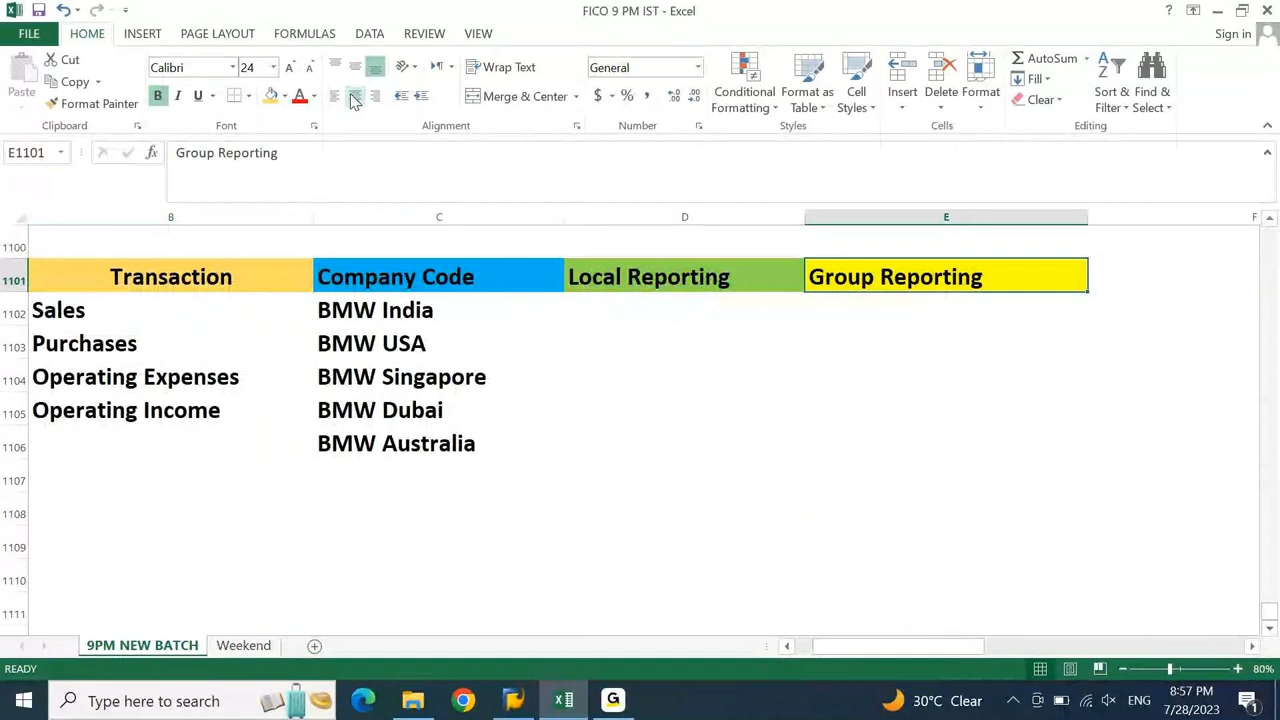 FICO 9 PM IST - Excel
?
FILE HOME INSERT PAGE LAYOUT FORMULAS DATA REVIEW VIEW Sign in
Paste Cut Copy Format Painter Clipboard
Calibri 24 A A B I U A Font
Wrap Text Merge & Center Alignment
General $ % , Number
Conditional Formatting Format as Table Cell Styles Styles
Insert Delete Format Cells
AutoSum Fill Clear Sort & Filter Find & Select Editing
E1101 fx Group Reporting
B C D E F
1100
1101 Transaction Company Code Local Reporting Group Reporting
1102 Sales BMW India
1103 Purchases BMW USA
1104 Operating Expenses BMW Singapore
1105 Operating Income BMW Dubai
1106 BMW Australia
1107
1108
1109
1110
1111
9PM NEW BATCH Weekend
READY 80%
Type here to search G 30°C Clear ENG 8:57 PM
7/28/2023 1